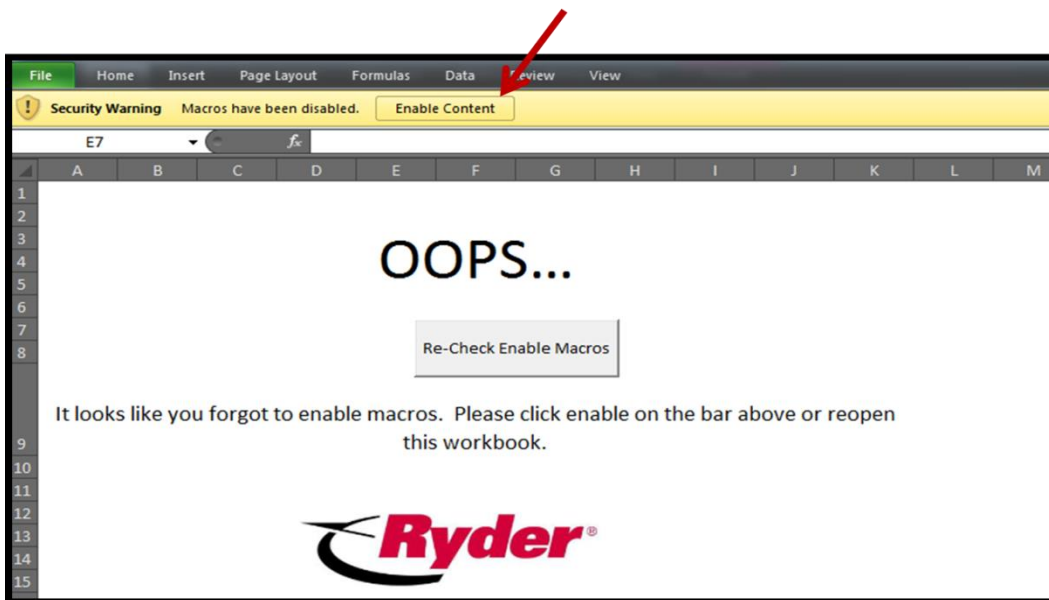 File Home Insert Page Layout Formulas Data Review View
! Security Warning Macros have been disabled. Enable Content
E7 fx
A B C D E F G H I J K L M
1
2
3
OOPS...
4
5
6
7
Re-Check Enable Macros
8
It looks like you forgot to enable macros. Please click enable on the bar above or reopen
9 this workbook.
10
11
12
13 Ryder®
14
15